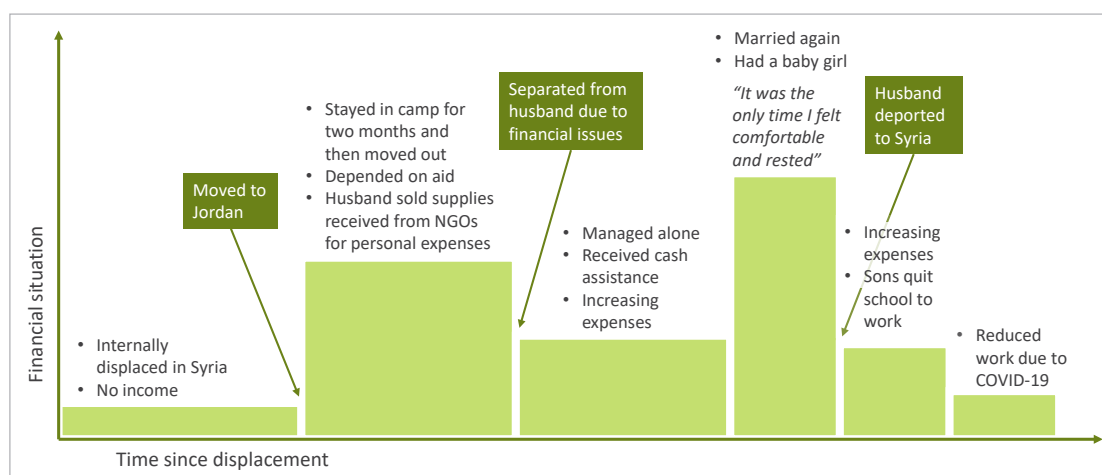 Financial situation
• Internally
displaced in Syria
• No income
Moved to
Jordan
• Stayed in camp for
two months and
then moved out
• Depended on aid
• Husband sold supplies
received from NGOs
for personal expenses
Separated from
husband due to
financial issues
• Managed alone
• Received cash
assistance
• Increasing
expenses
• Married again
• Had a baby girl
“It was the
only time I felt
comfortable
and rested”
Husband
deported
to Syria
• Increasing
expenses
• Sons quit
school to
work
• Reduced
work due to
COVID-19
Time since displacement